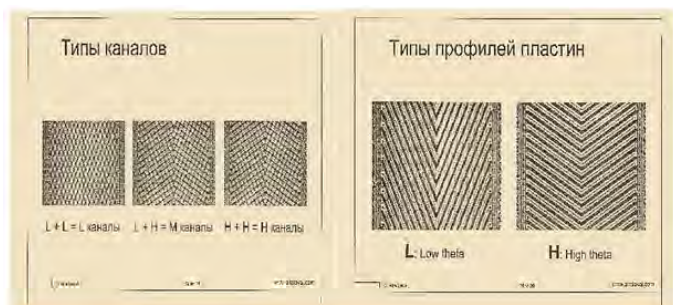 Типы каналов
L + L = L каналы L + H = M каналы H + H = H каналы
Типы профилей пластин
L: Low theta H: High theta